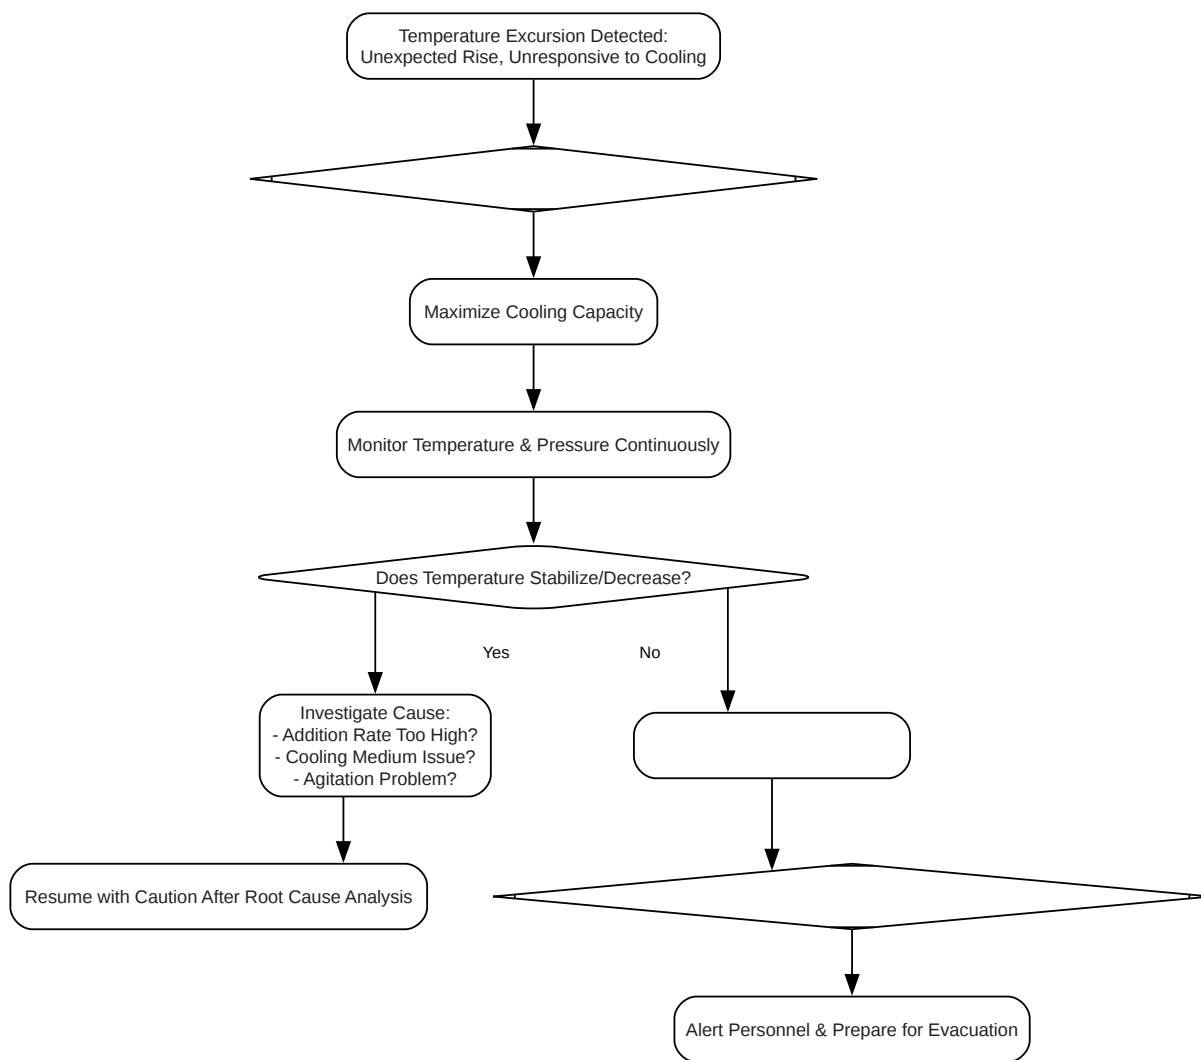 Temperature Excursion Detected:
Unexpected Rise, Unresponsive to Cooling
Maximize Cooling Capacity
Monitor Temperature & Pressure Continuously
Does Temperature Stabilize/Decrease?
Yes
No
Investigate Cause:
- Addition Rate Too High?
- Cooling Medium Issue?
- Agitation Problem?
Resume with Caution After Root Cause Analysis
Alert Personnel & Prepare for Evacuation